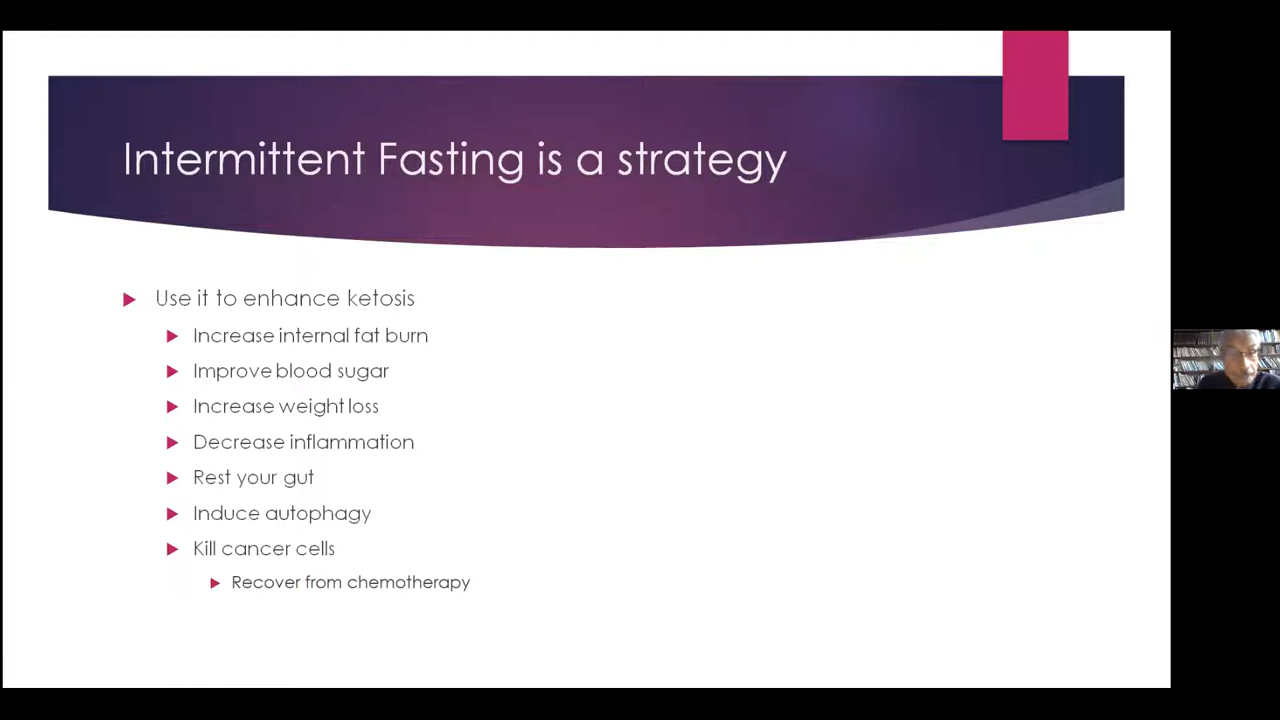 Intermittent Fasting is a strategy
Use it to enhance ketosis
Increase internal fat burn
Improve blood sugar
Increase weight loss
Decrease inflammation
Rest your gut
Induce autophagy
Kill cancer cells
Recover from chemotherapy